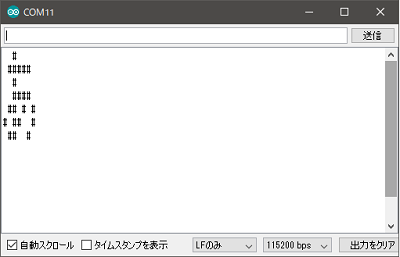 COM11
送信
  #
 #####
  #
  ####
 ## # #
# ##  #
 ##  #
自動スクロール
タイムスタンプを表示
LFのみ
115200 bps
出力をクリア